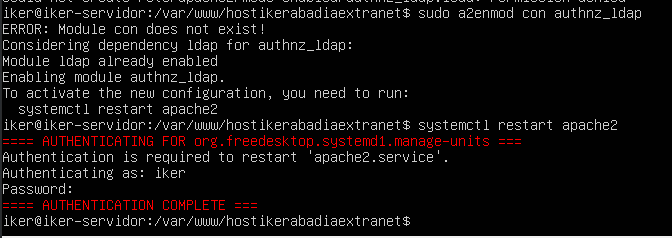 iker@iker-servidor:/var/www/hostikerabadiaextranet$ sudo a2enmod con authnz_ldap
ERROR: Module con does not exist!
Considering dependency ldap for authnz_ldap:
Module ldap already enabled
Enabling module authnz_ldap.
To activate the new configuration, you need to run:
  systemctl restart apache2
iker@iker-servidor:/var/www/hostikerabadiaextranet$ systemctl restart apache2
==== AUTHENTICATING FOR org.freedesktop.systemd1.manage-units ===
Authentication is required to restart 'apache2.service'.
Authenticating as: iker
Password:
==== AUTHENTICATION COMPLETE ===
iker@iker-servidor:/var/www/hostikerabadiaextranet$